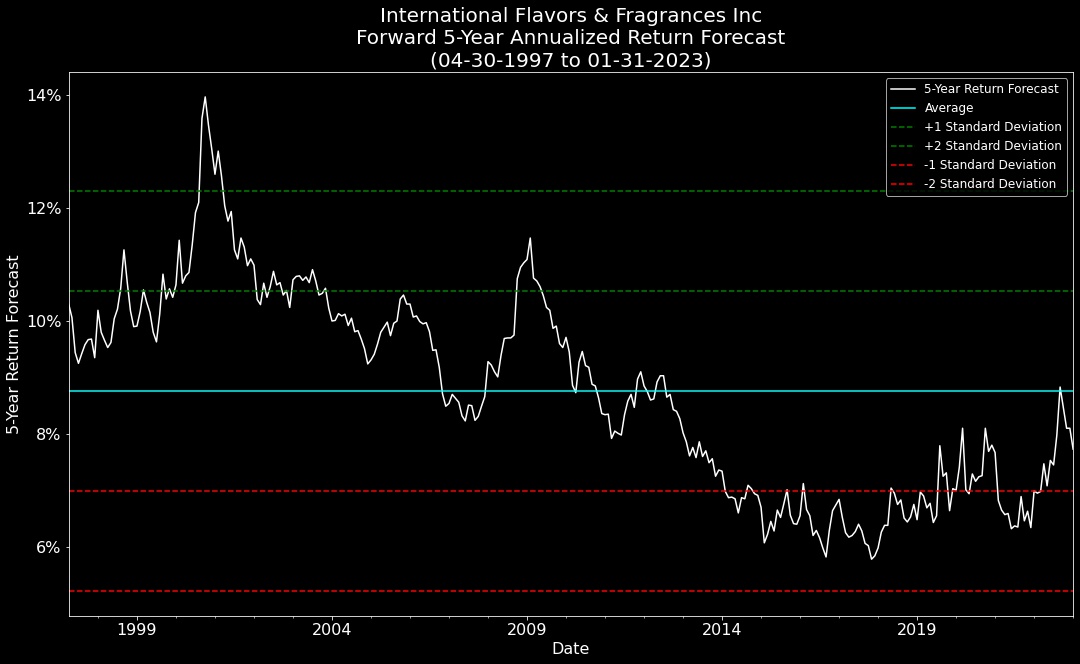 International Flavors & Fragrances Inc
Forward 5-Year Annualized Return Forecast
(04-30-1997 to 01-31-2023)
5-Year Return Forecast
Average
+1 Standard Deviation
+2 Standard Deviation
-1 Standard Deviation
-2 Standard Deviation
5-Year Return Forecast
14%
12%
10%
8%
6%
1999
2004
2009
2014
2019
Date